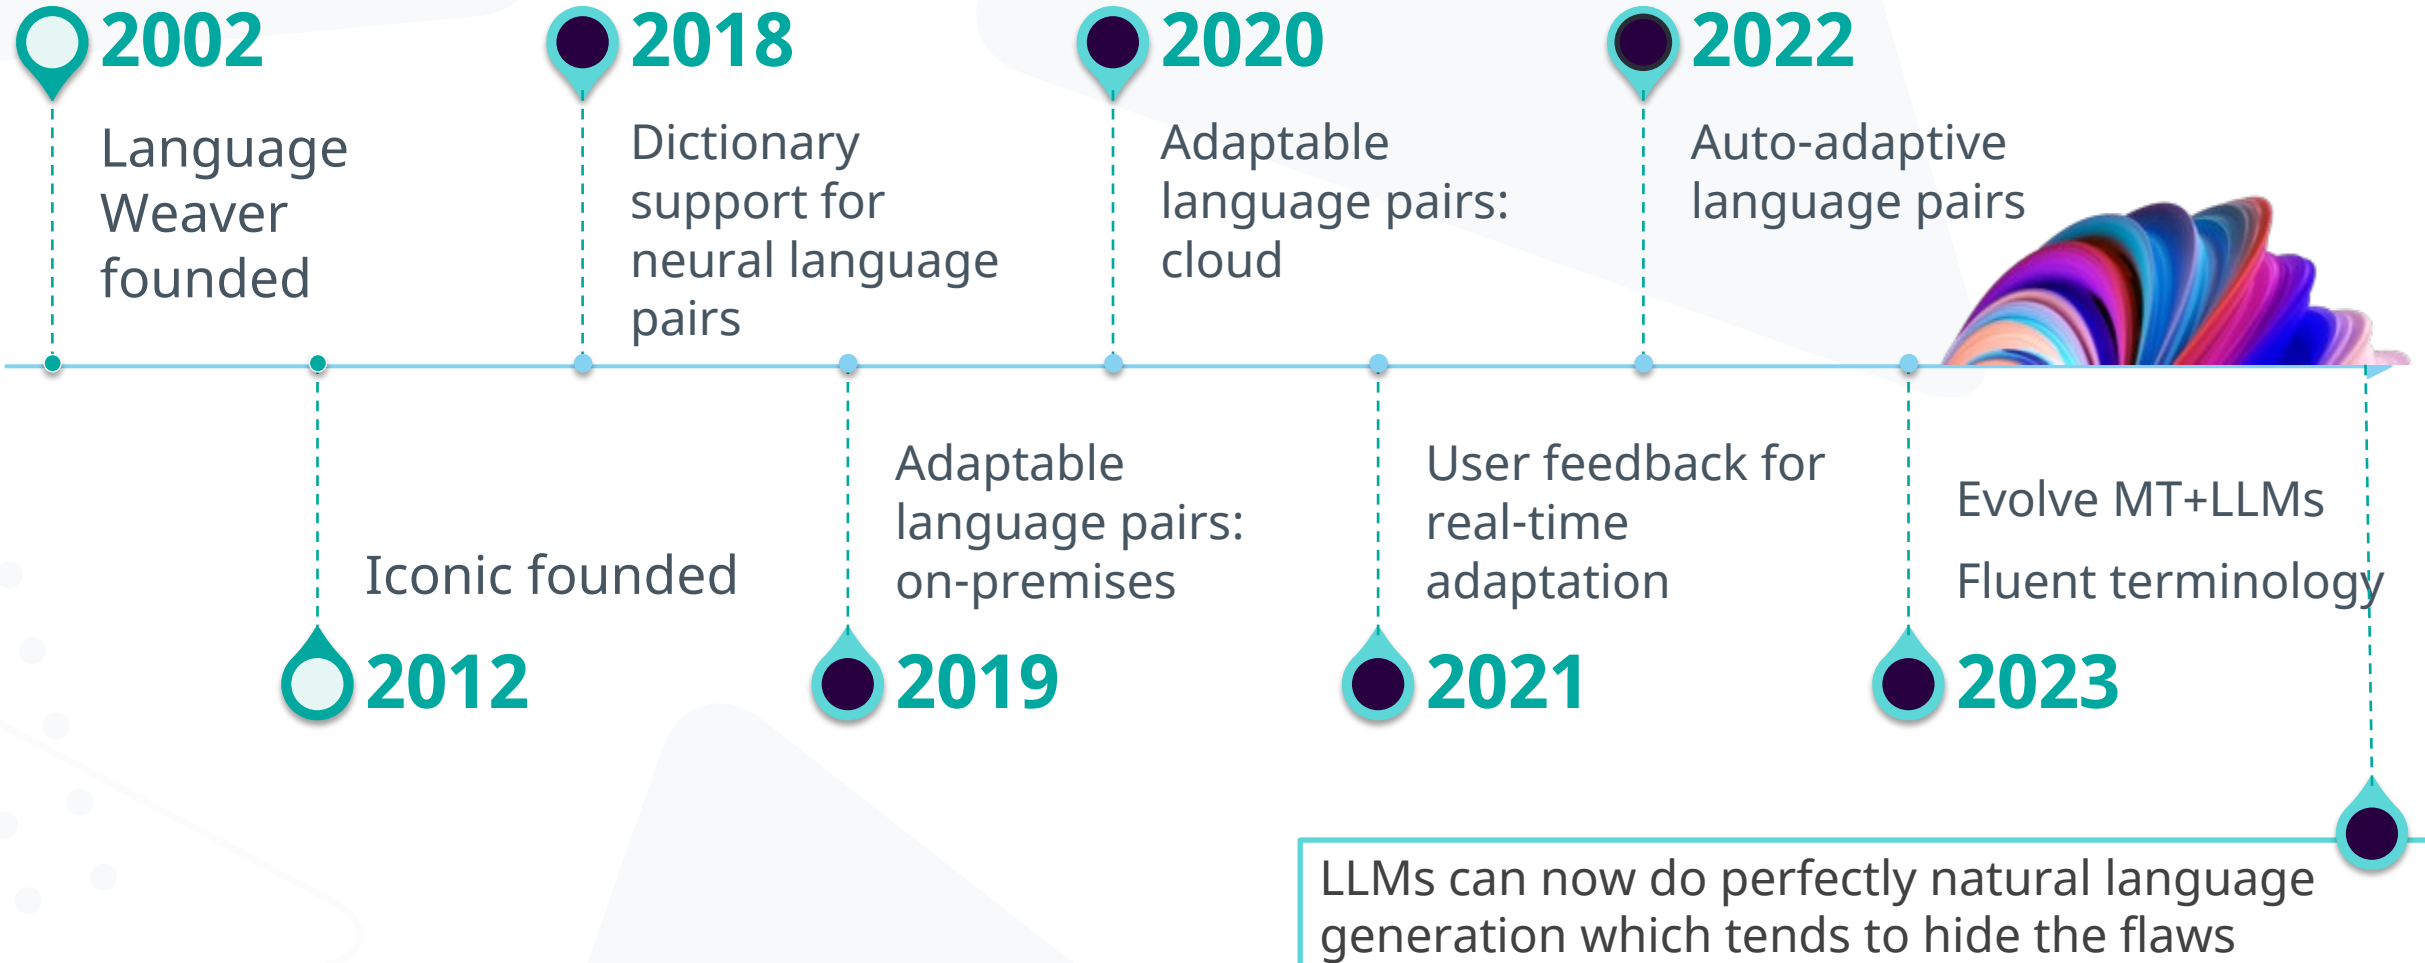 2002
Language
Weaver
founded
2018
Dictionary
support for
neural language
pairs
2020
Adaptable
language pairs:
cloud
2022
Auto-adaptive
language pairs
Iconic founded
2012
Adaptable
language pairs:
on-premises
2019
User feedback for
real-time
adaptation
2021
Evolve MT+LLMs
Fluent terminology
2023
LLMs can now do perfectly natural language
generation which tends to hide the flaws